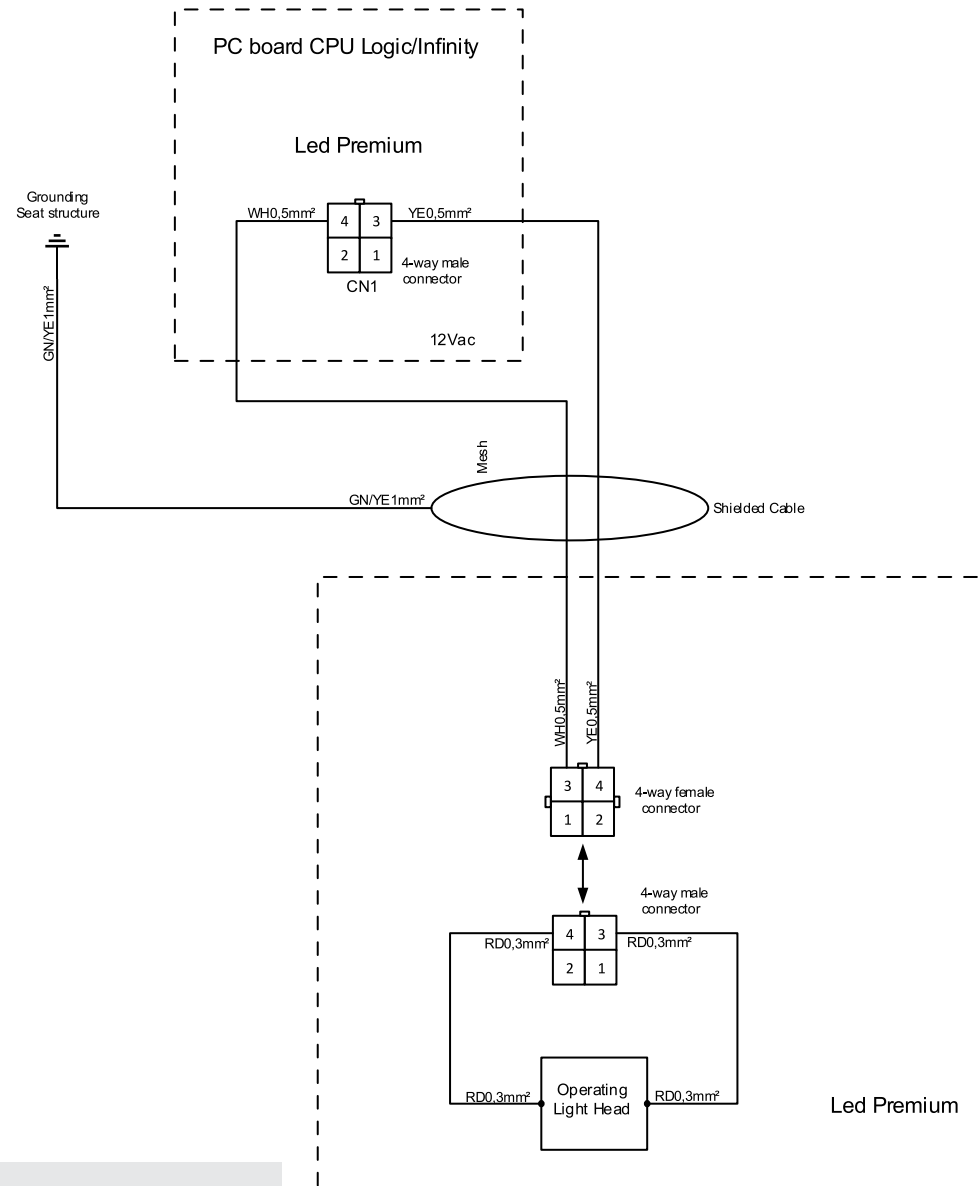 PC board CPU Logic/Infinity
Led Premium
Grounding
Seat structure
WH0,5mm²
4
3
YE0,5mm²
2
1
4-way male
connector
CN1
12Vac
GN/YE1mm²
Mesh
GN/YE1mm²
Shielded Cable
WH0,5mm²
YE0,5mm²
3
4
1
2
4-way female
connector
4-way male
connector
RD0,3mm²
4
3
RD0,3mm²
2
1
RD0,3mm²
Operating
Light Head
RD0,3mm²
Led Premium